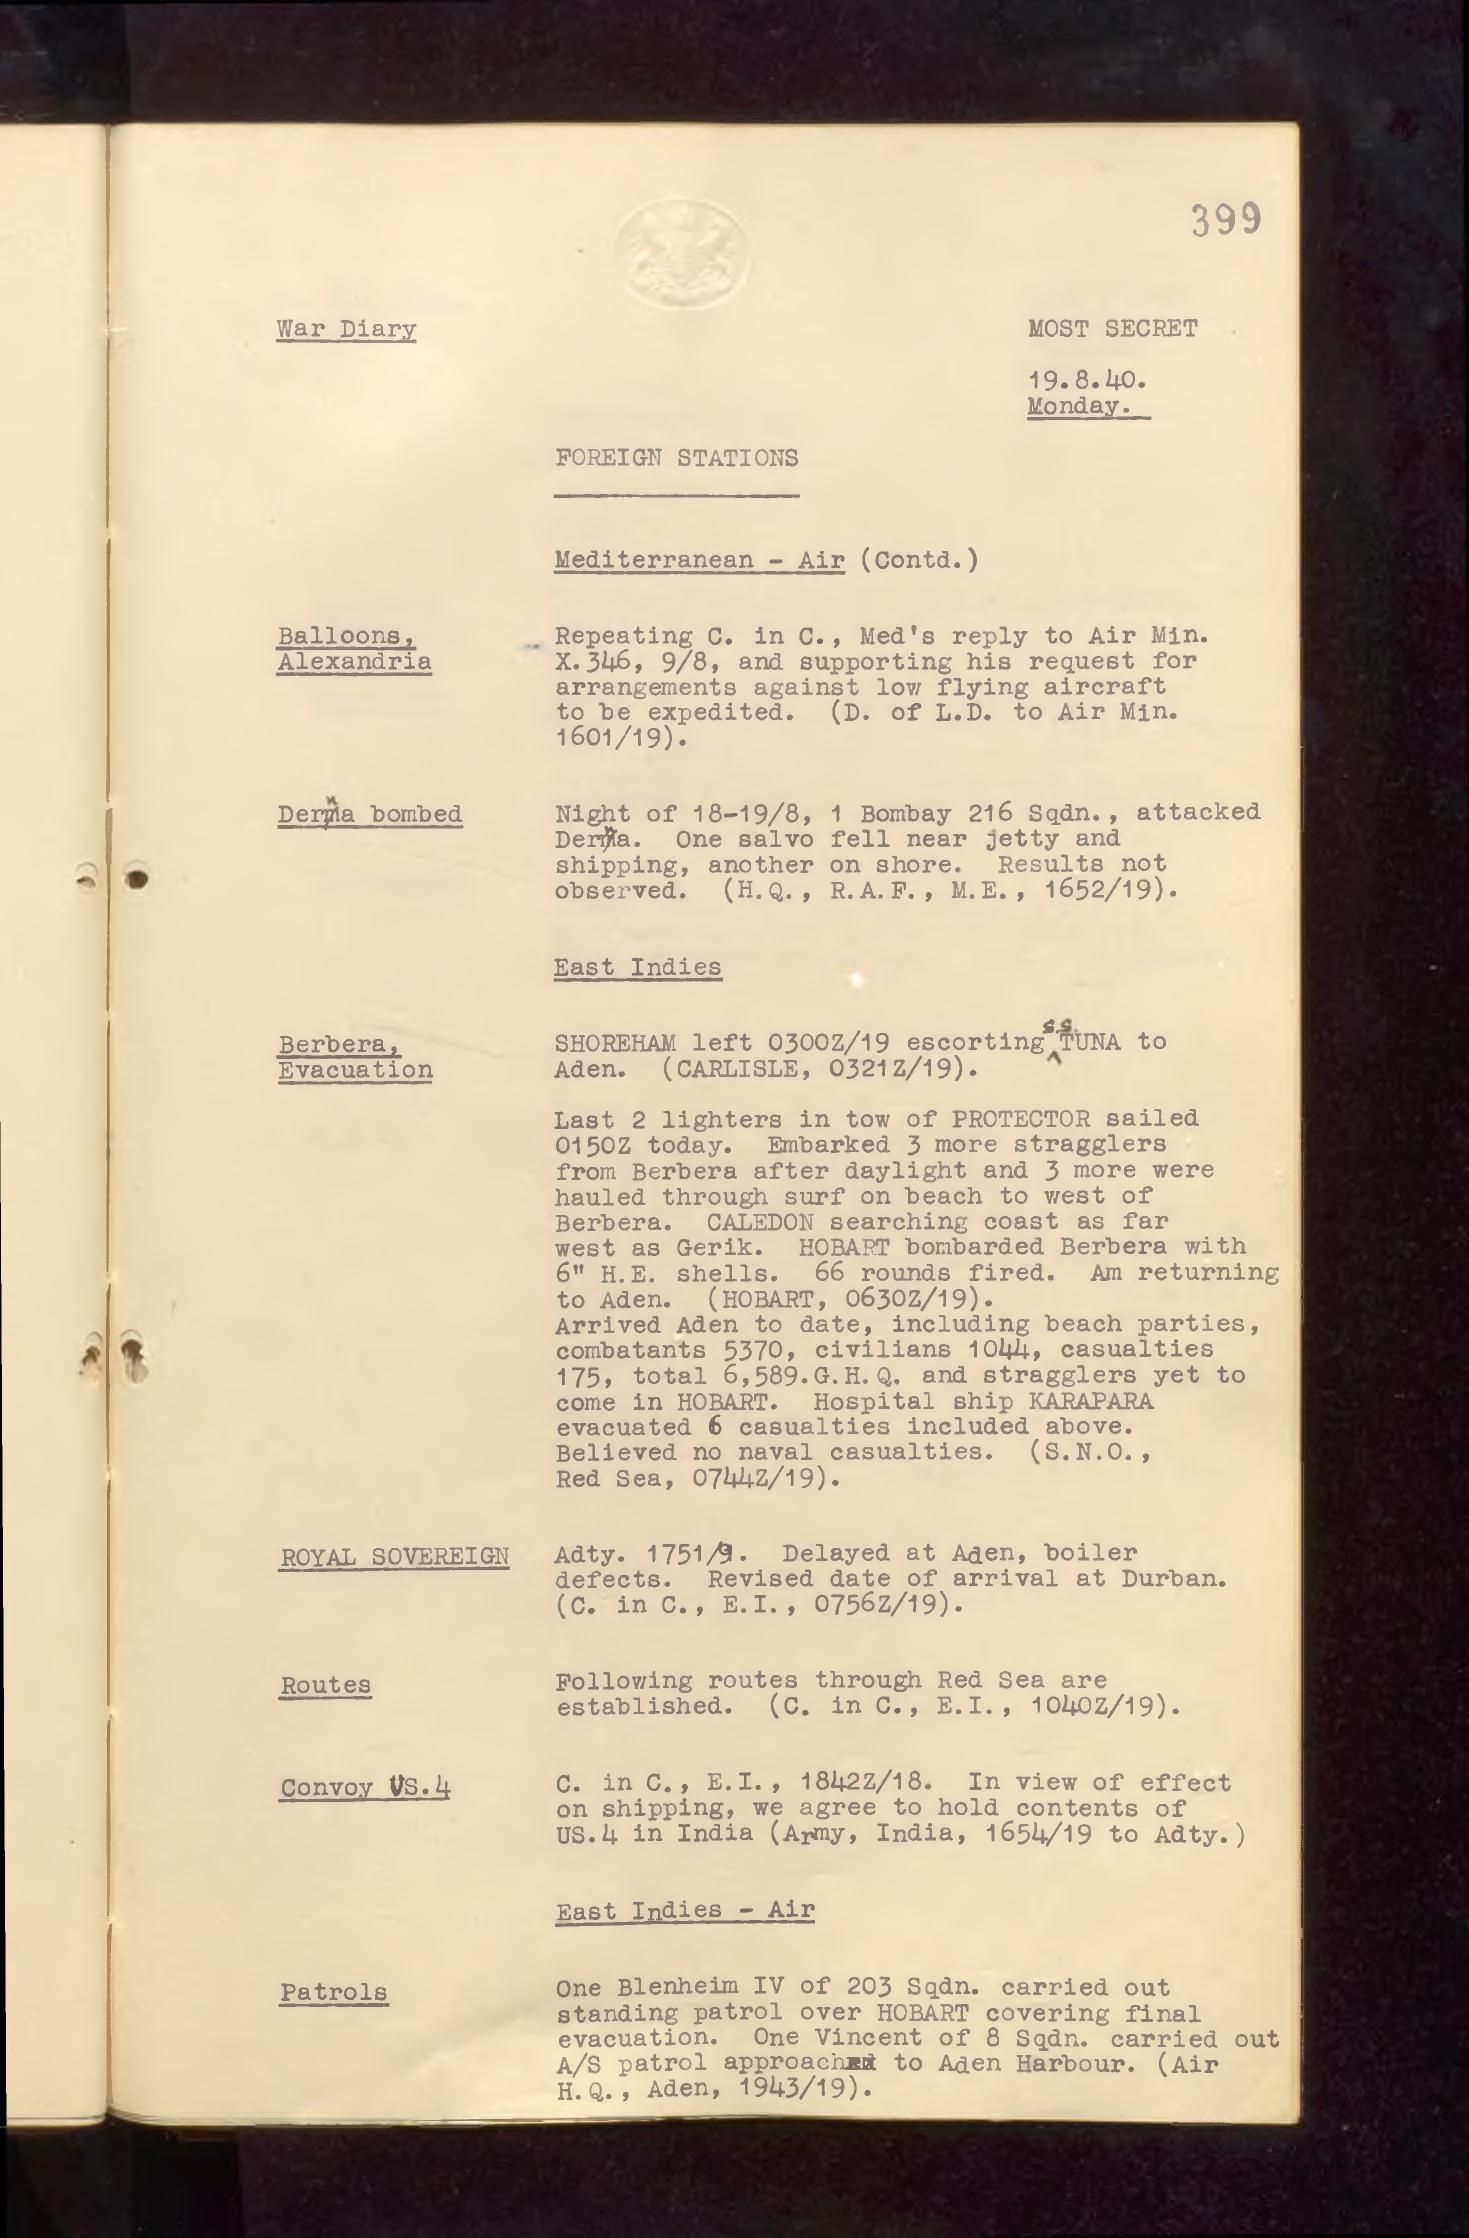 399
War Diary
MOST SECRET
19.8.40.
Monday.
FOREIGN STATIONS
Mediterranean - Air (Contd.)
Balloons,
Alexandria
Repeating C. in C., Med's reply to Air Min.
X.346, 9/8, and supporting his request for
arrangements against low flying aircraft
to be expedited. (D. of L.D. to Air Min.
1601/19).
Derna bombed
Night of 18-19/8, 1 Bombay 216 Sqdn., attacked
Derna. One salvo fell near jetty and
shipping, another on shore. Results not
observed. (H.Q., R.A.F., M.E., 1652/19).
East Indies
Berbera,
Evacuation
SHOREHAM left 0300Z/19 escorting S.S. TUNA to
Aden. (CARLISLE, 0321Z/19).
Last 2 lighters in tow of PROTECTOR sailed
0150Z today. Embarked 3 more stragglers
from Berbera after daylight and 3 more were
hauled through surf on beach to west of
Berbera. CALEDON searching coast as far
west as Gerik. HOBART bombarded Berbera with
6" H.E. shells. 66 rounds fired. Am returning
to Aden. (HOBART, 0630Z/19).
Arrived Aden to date, including beach parties,
combatants 5370, civilians 1044, casualties
175, total 6,589.G.H.Q. and stragglers yet to
come in HOBART. Hospital ship KARAPARA
evacuated 6 casualties included above.
Believed no naval casualties. (S.N.O.,
Red Sea, 0744Z/19).
ROYAL SOVEREIGN
Adty. 1751/9. Delayed at Aden, boiler
defects. Revised date of arrival at Durban.
(C. in C., E.I., 0756Z/19).
Routes
Following routes through Red Sea are
established. (C. in C., E.I., 1040Z/19).
Convoy US.4
C. in C., E.I., 1842Z/18. In view of effect
on shipping, we agree to hold contents of
US.4 in India (Army, India, 1654/19 to Adty.)
East Indies - Air
Patrols
One Blenheim IV of 203 Sqdn. carried out
standing patrol over HOBART covering final
evacuation. One Vincent of 8 Sqdn. carried out
A/S patrol approach to Aden Harbour. (Air
H.Q., Aden, 1943/19).